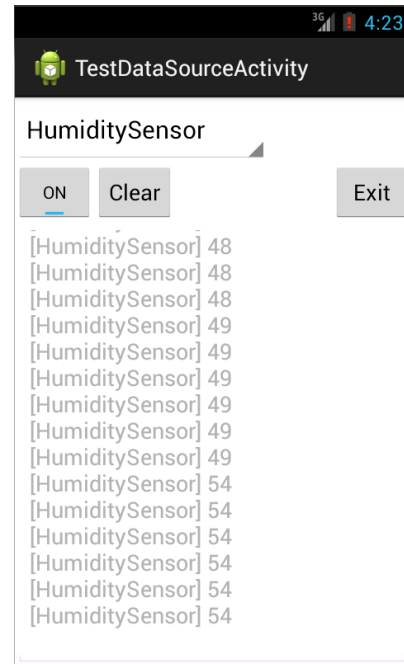 3G 4:23
TestDataSourceActivity
HumiditySensor
ON Clear Exit
[HumiditySensor] 48
[HumiditySensor] 48
[HumiditySensor] 48
[HumiditySensor] 49
[HumiditySensor] 49
[HumiditySensor] 49
[HumiditySensor] 49
[HumiditySensor] 49
[HumiditySensor] 49
[HumiditySensor] 54
[HumiditySensor] 54
[HumiditySensor] 54
[HumiditySensor] 54
[HumiditySensor] 54
[HumiditySensor] 54